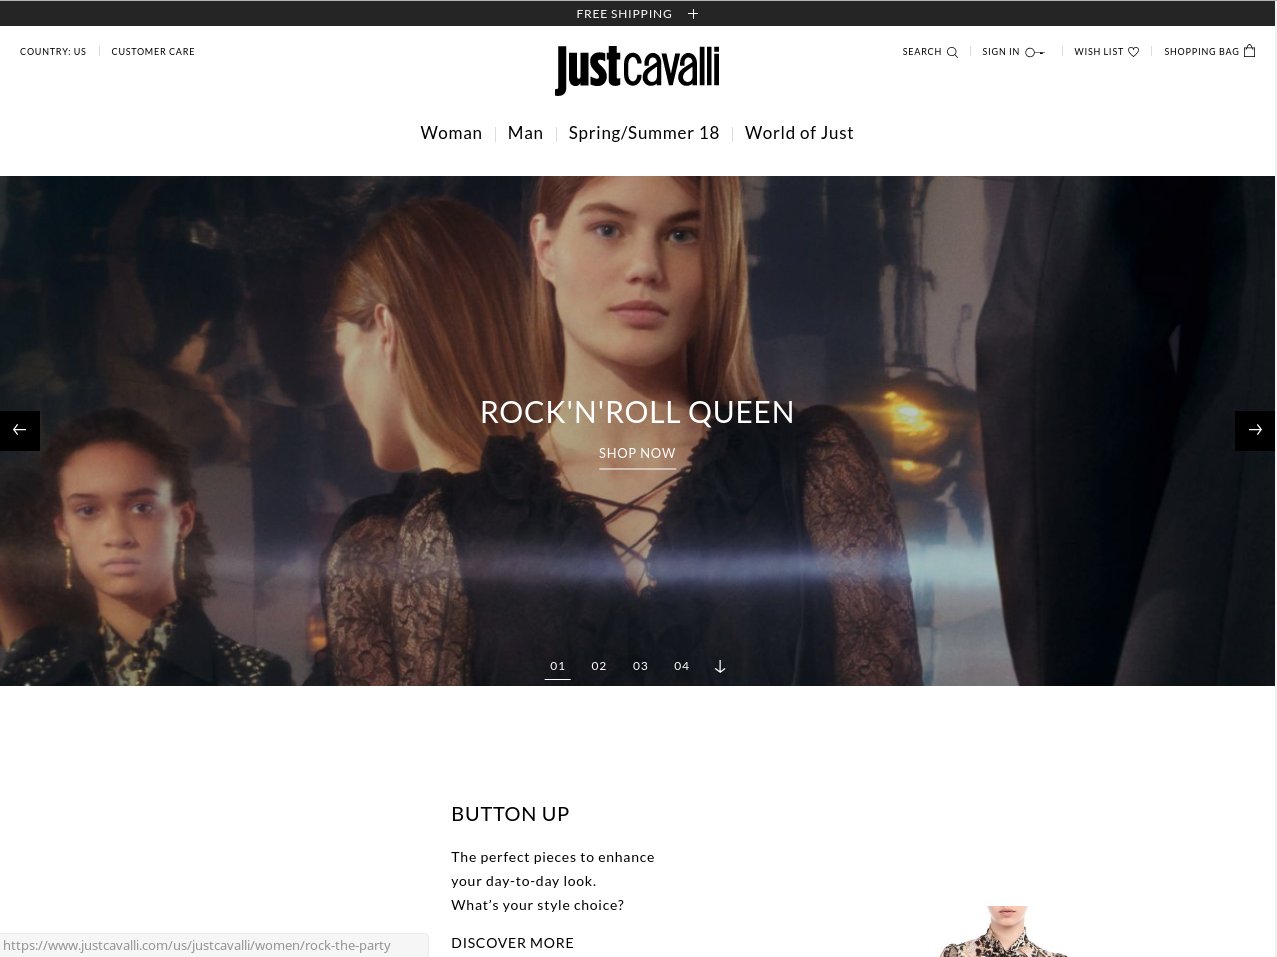 FREE SHIPPING
COUNTRY: US
CUSTOMER CARE
justcavalli
SEARCH
SIGN IN
WISH LIST
SHOPPING BAG
Woman
Man
Spring/Summer 18
World of Just
ROCK'N'ROLL QUEEN
SHOP NOW
01 02 03 04
BUTTON UP
The perfect pieces to enhance
your day-to-day look.
What's your style choice?
DISCOVER MORE
https://www.justcavalli.com/us/justcavalli/women/rock-the-party